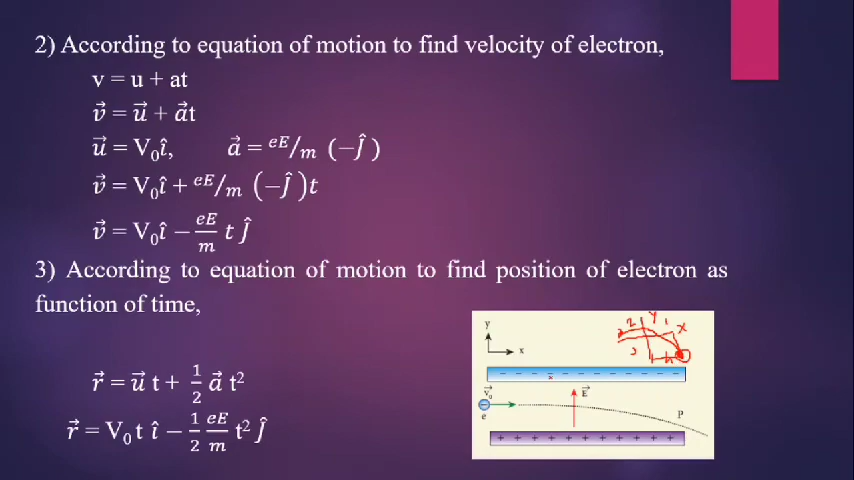 2) According to equation of motion to find velocity of electron,
v = u + at
v⃗ = u⃗ + a⃗t
u⃗ = V₀î, a⃗ = eE/m (−Ĵ)
v⃗ = V₀î + eE/m (−Ĵ)t
v⃗ = V₀î − eE/m t Ĵ
3) According to equation of motion to find position of electron as
function of time,
r⃗ = u⃗ t + 1/2 a⃗ t²
r⃗ = V₀ t î − 1/2 eE/m t² Ĵ
y
x
− − − − − − − − − − −
v⃗₀
E⃗
e
P
+ + + + + + + + + + +
2 y
x